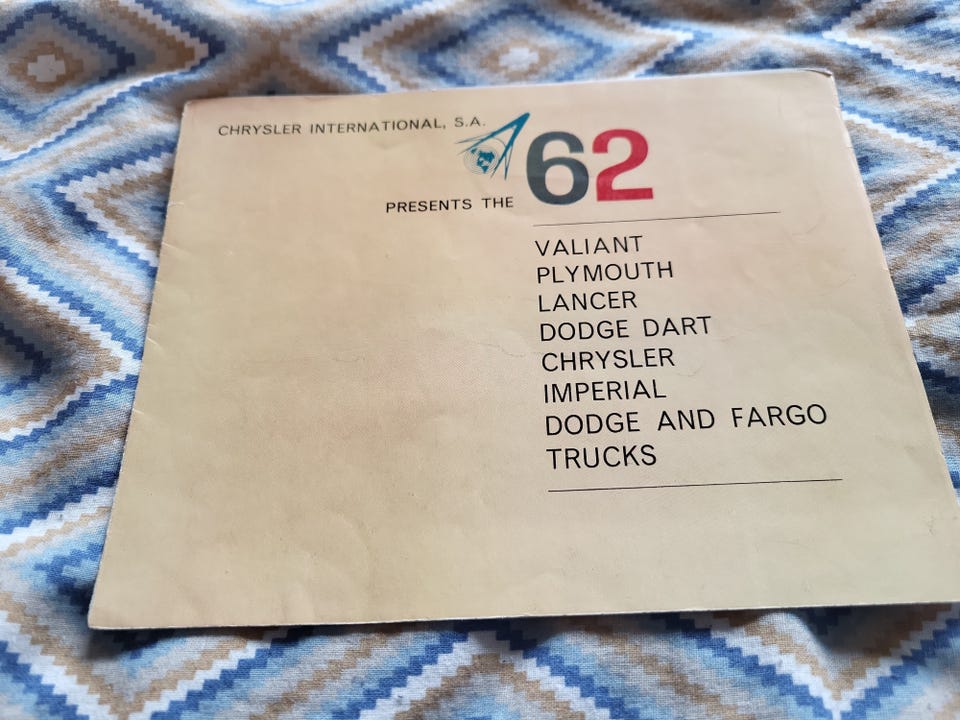 CHRYSLER INTERNATIONAL, S.A.
PRESENTS THE 62
VALIANT
PLYMOUTH
LANCER
DODGE DART
CHRYSLER
IMPERIAL
DODGE AND FARGO
TRUCKS